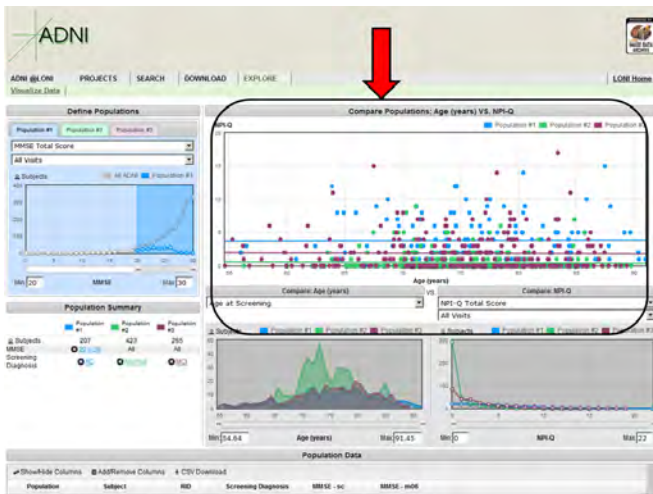 ADNI
ADNI @LONI PROJECTS SEARCH DOWNLOAD EXPLORE LONI Home
Visualize Data
Define Populations
Population #1 Population #2 Population #3
MMSE Total Score
All Visits
Subjects All ADNI Population #1
Min 20 MMSE Max 30
Population Summary
Population #1 Population #2 Population #3
Subjects 207 423 265
MMSE All All
Screening Diagnosis
Compare Populations: Age (years) VS. NPI-Q
NPI-Q Population #1 Population #2 Population #3
Age (years)
Compare: Age (years) VS. Compare: NPI-Q
Age at Screening NPI-Q Total Score
All Visits
Subjects Population #1 Population #2 Population #3
Subjects Population #1 Population #2 Population #3
Min 54.64 Age (years) Max 91.45 Min 0 NPI-Q Max 22
Population Data
Show/Hide Columns Add/Remove Columns CSV Download
Population Subject RID Screening Diagnosis MMSE - sc MMSE - m06